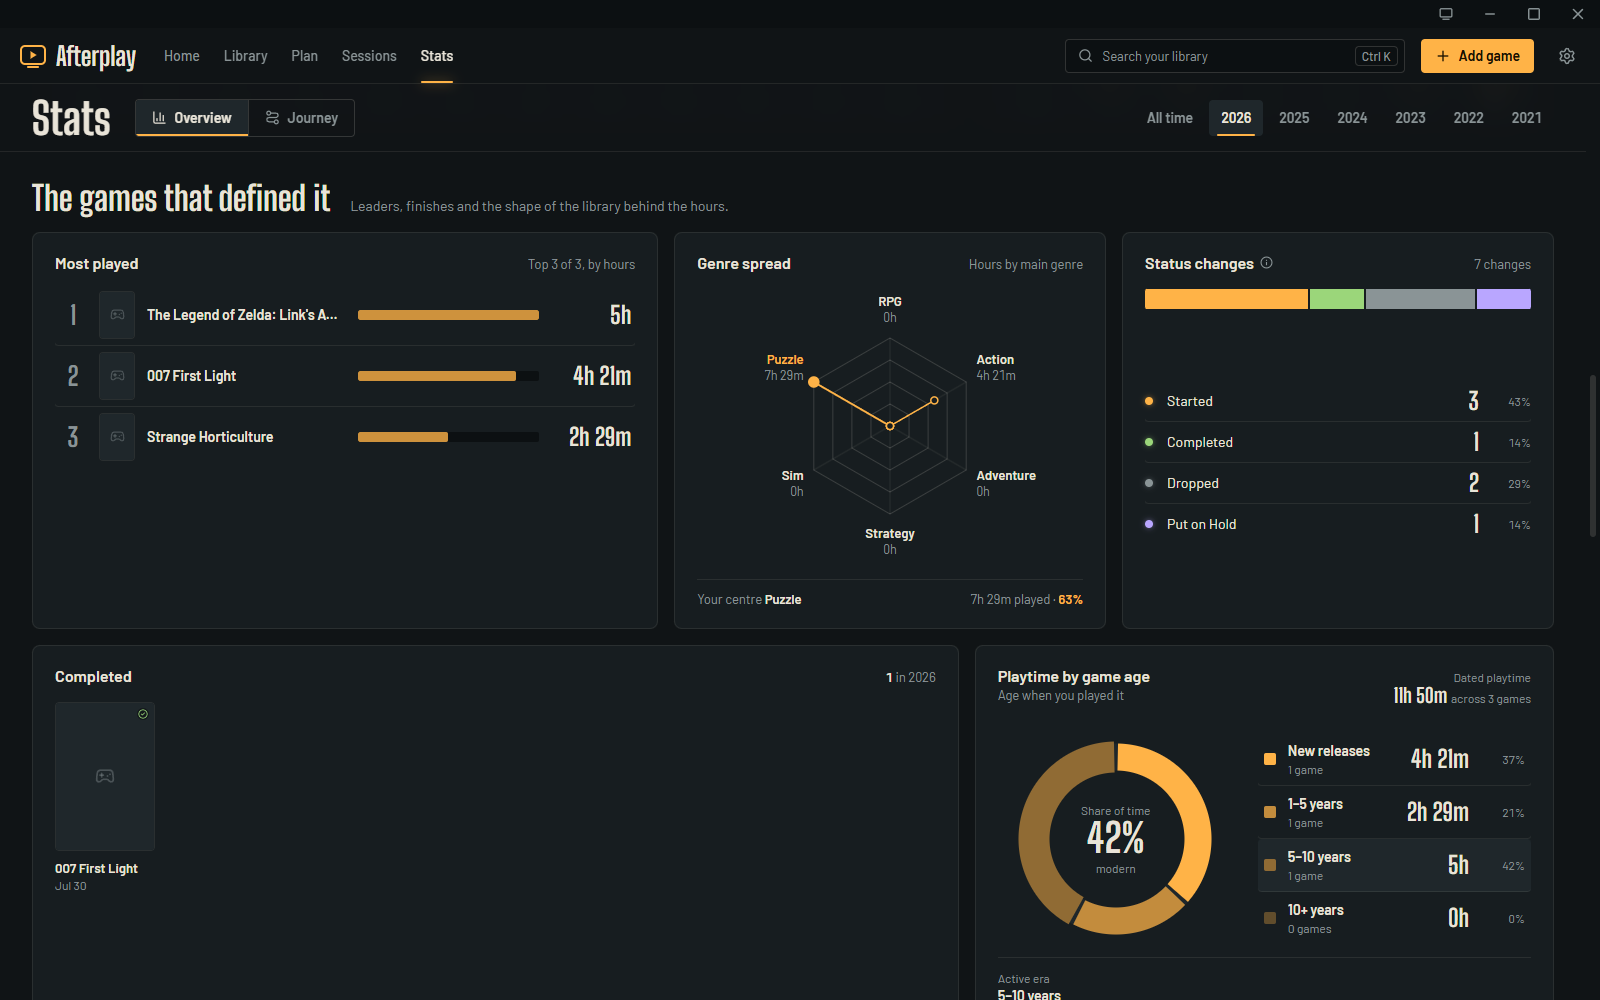 Afterplay
Home
Library
Plan
Sessions
Stats
Search your library
Ctrl K
Add game
Stats
Overview
Journey
All time
2026
2025
2024
2023
2022
2021
The games that defined it
Leaders, finishes and the shape of the library behind the hours.
Most played
Top 3 of 3, by hours
1
The Legend of Zelda: Link's A...
5h
2
007 First Light
4h 21m
3
Strange Horticulture
2h 29m
Genre spread
Hours by main genre
RPG
0h
Puzzle
7h 29m
Action
4h 21m
Sim
0h
Adventure
0h
Strategy
0h
Your centre Puzzle
7h 29m played · 63%
Status changes
7 changes
Started
3
43%
Completed
1
14%
Dropped
2
29%
Put on Hold
1
14%
Completed
1 in 2026
007 First Light
Jul 30
Playtime by game age
Age when you played it
Dated playtime
11h 50m across 3 games
Share of time
42%
modern
New releases
1 game
4h 21m
37%
1-5 years
1 game
2h 29m
21%
5-10 years
1 game
5h
42%
10+ years
0 games
0h
0%
Active era
5-10 years